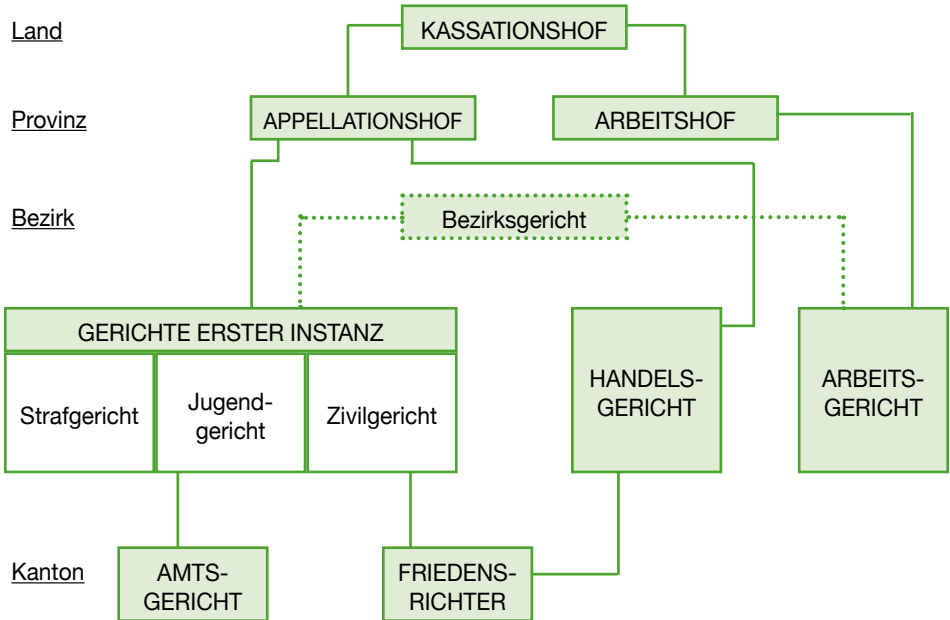 Land
KASSATIONSHOF
Provinz
APPELLATIONSHOF
ARBEITSHOF
Bezirk
Bezirksgericht
GERICHTE ERSTER INSTANZ
Strafgericht
Jugend-
gericht
Zivilgericht
HANDELS-
GERICHT
ARBEITS-
GERICHT
Kanton
AMTS-
GERICHT
FRIEDENS-
RICHTER